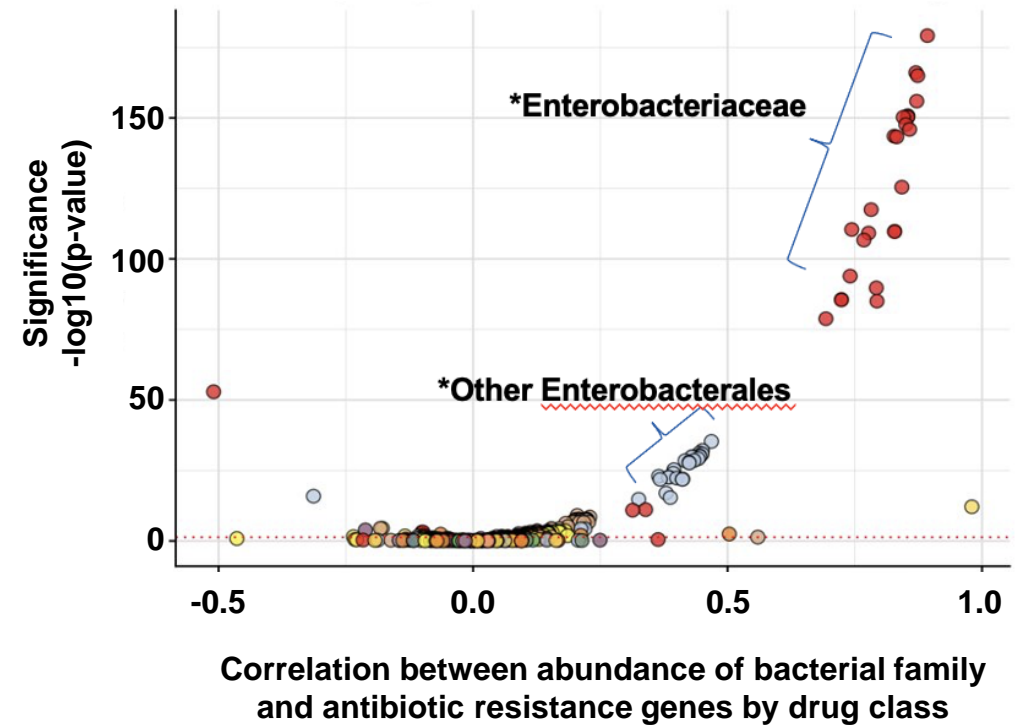 150
*Enterobacteriaceae
Significance
-log10(p-value)
100
*Other Enterobacterales
50
0
-0.5 0.0 0.5 1.0
Correlation between abundance of bacterial family
and antibiotic resistance genes by drug class